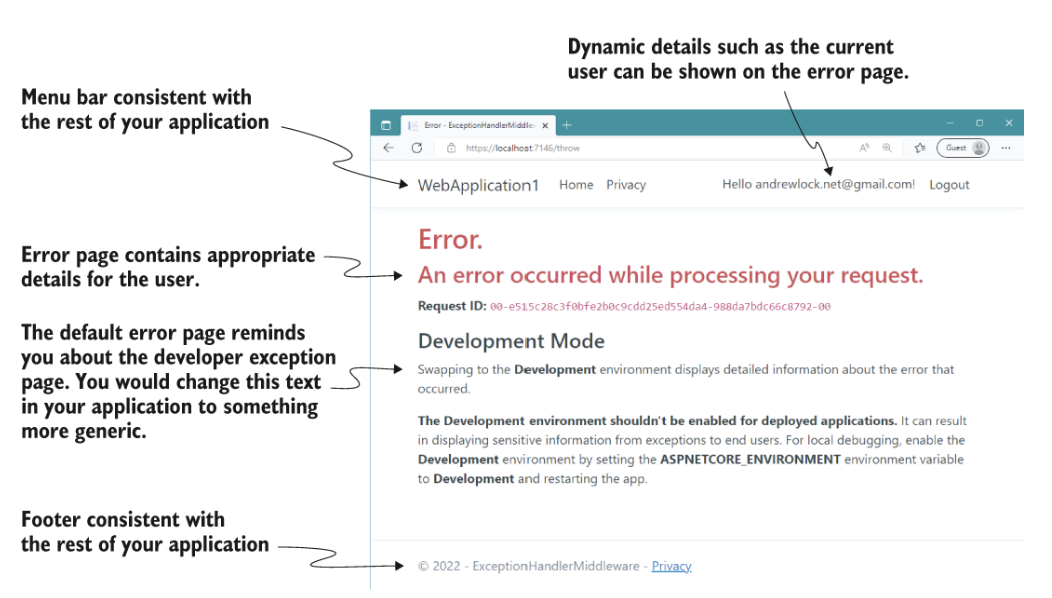 Dynamic details such as the current
user can be shown on the error page.
Menu bar consistent with
the rest of your application
Error - ExceptionHandlerMiddle
https://localhost:7146/throw
Guest
WebApplication1 Home Privacy Hello andrewlock.net@gmail.com! Logout
Error.
Error page contains appropriate
details for the user.
An error occurred while processing your request.
Request ID: 00-e515c28c3f0bfe2b0c9cdd25ed554da4-988da7bdc66c8792-00
The default error page reminds
you about the developer exception
page. You would change this text
in your application to something
more generic.
Development Mode
Swapping to the Development environment displays detailed information about the error that
occurred.
The Development environment shouldn't be enabled for deployed applications. It can result
in displaying sensitive information from exceptions to end users. For local debugging, enable the
Development environment by setting the ASPNETCORE_ENVIRONMENT environment variable
to Development and restarting the app.
Footer consistent with
the rest of your application
© 2022 - ExceptionHandlerMiddleware - Privacy